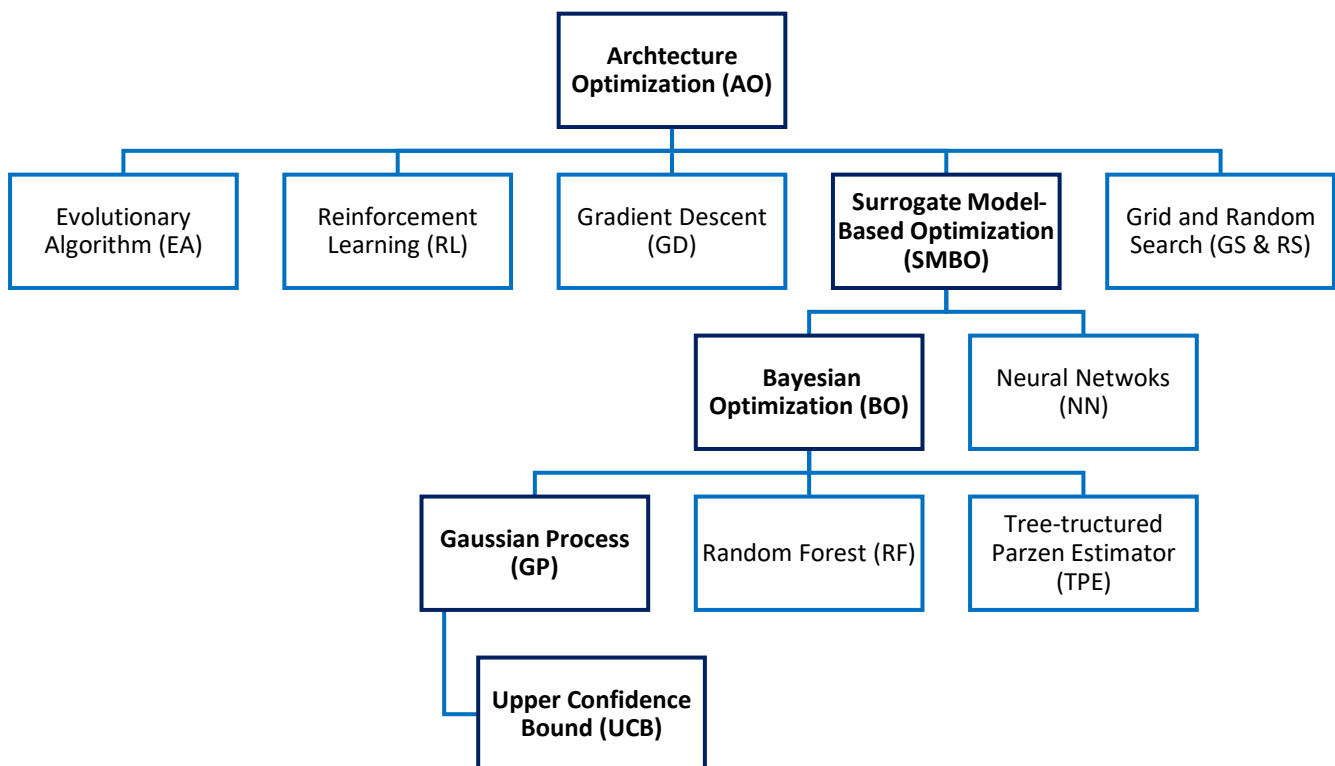 Archtecture
Optimization (AO)
Evolutionary
Algorithm (EA)
Reinforcement
Learning (RL)
Gradient Descent
(GD)
Surrogate Model-
Based Optimization
(SMBO)
Grid and Random
Search (GS & RS)
Bayesian
Optimization (BO)
Neural Netwoks
(NN)
Gaussian Process
(GP)
Random Forest (RF)
Tree-tructured
Parzen Estimator
(TPE)
Upper Confidence
Bound (UCB)